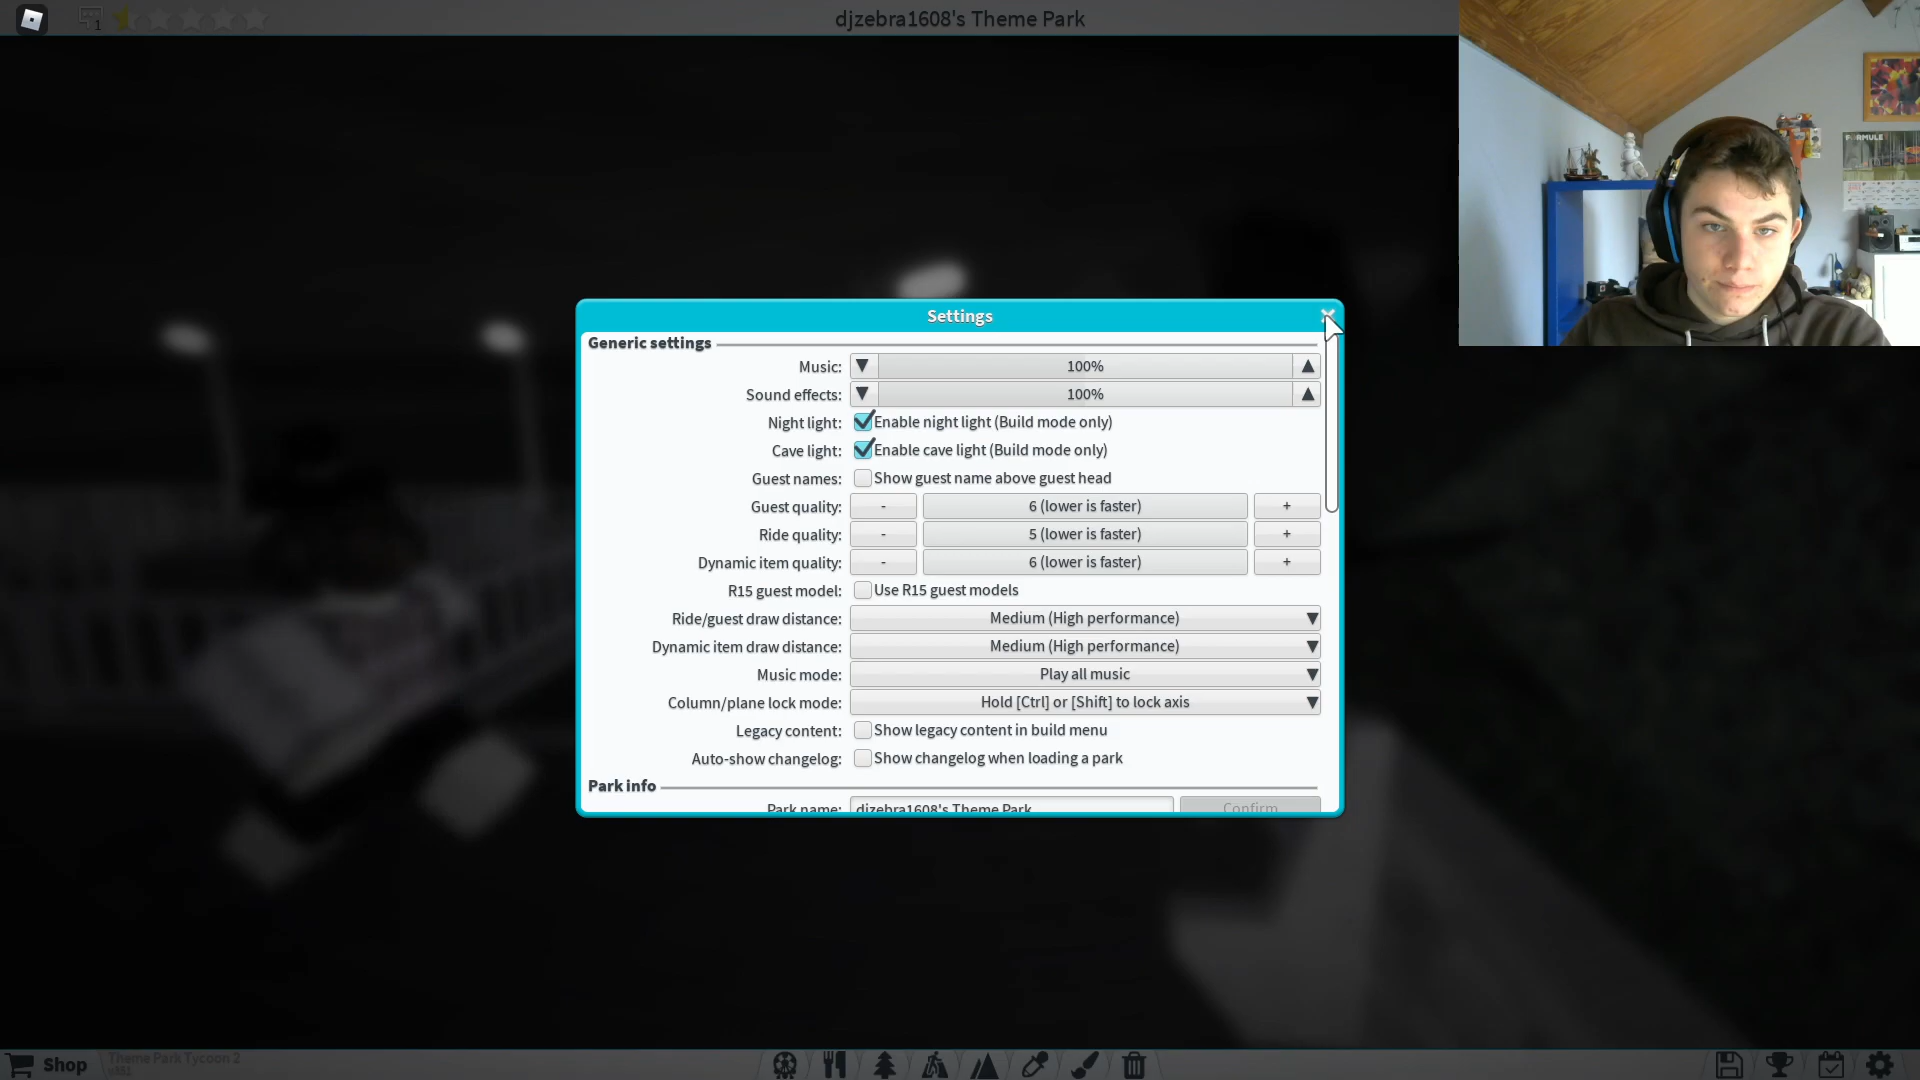 1
djzebra1608's Theme Park
FORMULE
Settings
Generic settings
Music: ▼ 100% ▲
Sound effects: ▼ 100% ▲
Night light: Enable night light (Build mode only)
Cave light: Enable cave light (Build mode only)
Guest names: Show guest name above guest head
Guest quality: - 6 (lower is faster) +
Ride quality: - 5 (lower is faster) +
Dynamic item quality: - 6 (lower is faster) +
R15 guest model: Use R15 guest models
Ride/guest draw distance: Medium (High performance) ▼
Dynamic item draw distance: Medium (High performance) ▼
Music mode: Play all music ▼
Column/plane lock mode: Hold [Ctrl] or [Shift] to lock axis ▼
Legacy content: Show legacy content in build menu
Auto-show changelog: Show changelog when loading a park
Park info
Park name: djzebra1608's Theme Park Confirm
Shop Theme Park Tycoon 2